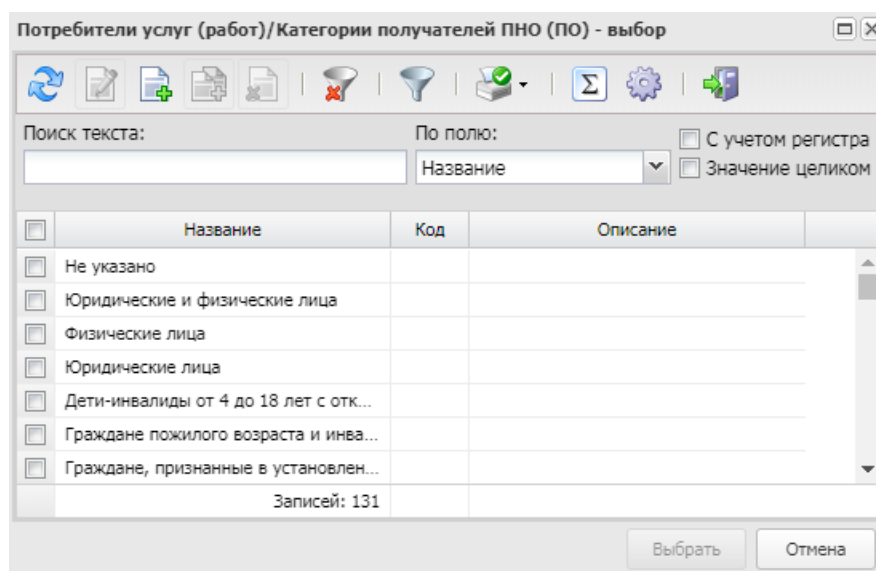 Потребители услуг (работ)/Категории получателей ПНО (ПО) - выбор
Поиск текста:
По полю:
С учетом регистра
Название
Значение целиком
Название Код Описание
Не указано
Юридические и физические лица
Физические лица
Юридические лица
Дети-инвалиды от 4 до 18 лет с отк...
Граждане пожилого возраста и инва...
Граждане, признанные в установлен...
Записей: 131
Выбрать Отмена